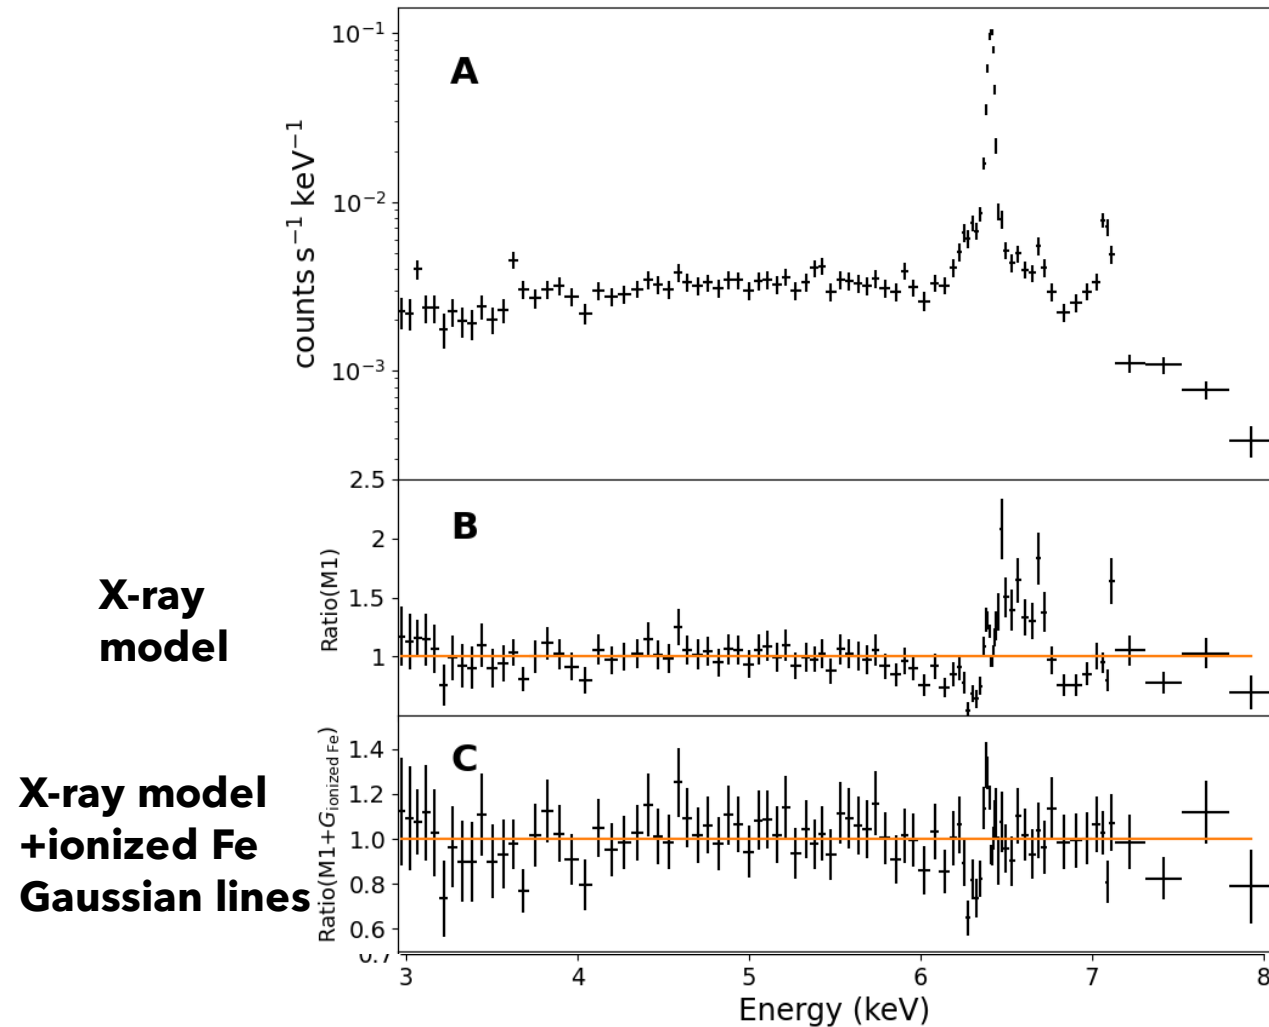 10⁻¹
A
10⁻²
counts s⁻¹ keV⁻¹
10⁻³
2.5
B
2
Ratio(M1)
1.5
1
X-ray
model
C
1.4
Ratio(M1+G_ionized Fe)
1.2
1.0
0.8
0.6
0.7
X-ray model
+ionized Fe
Gaussian lines
3 4 5 6 7 8
Energy (keV)